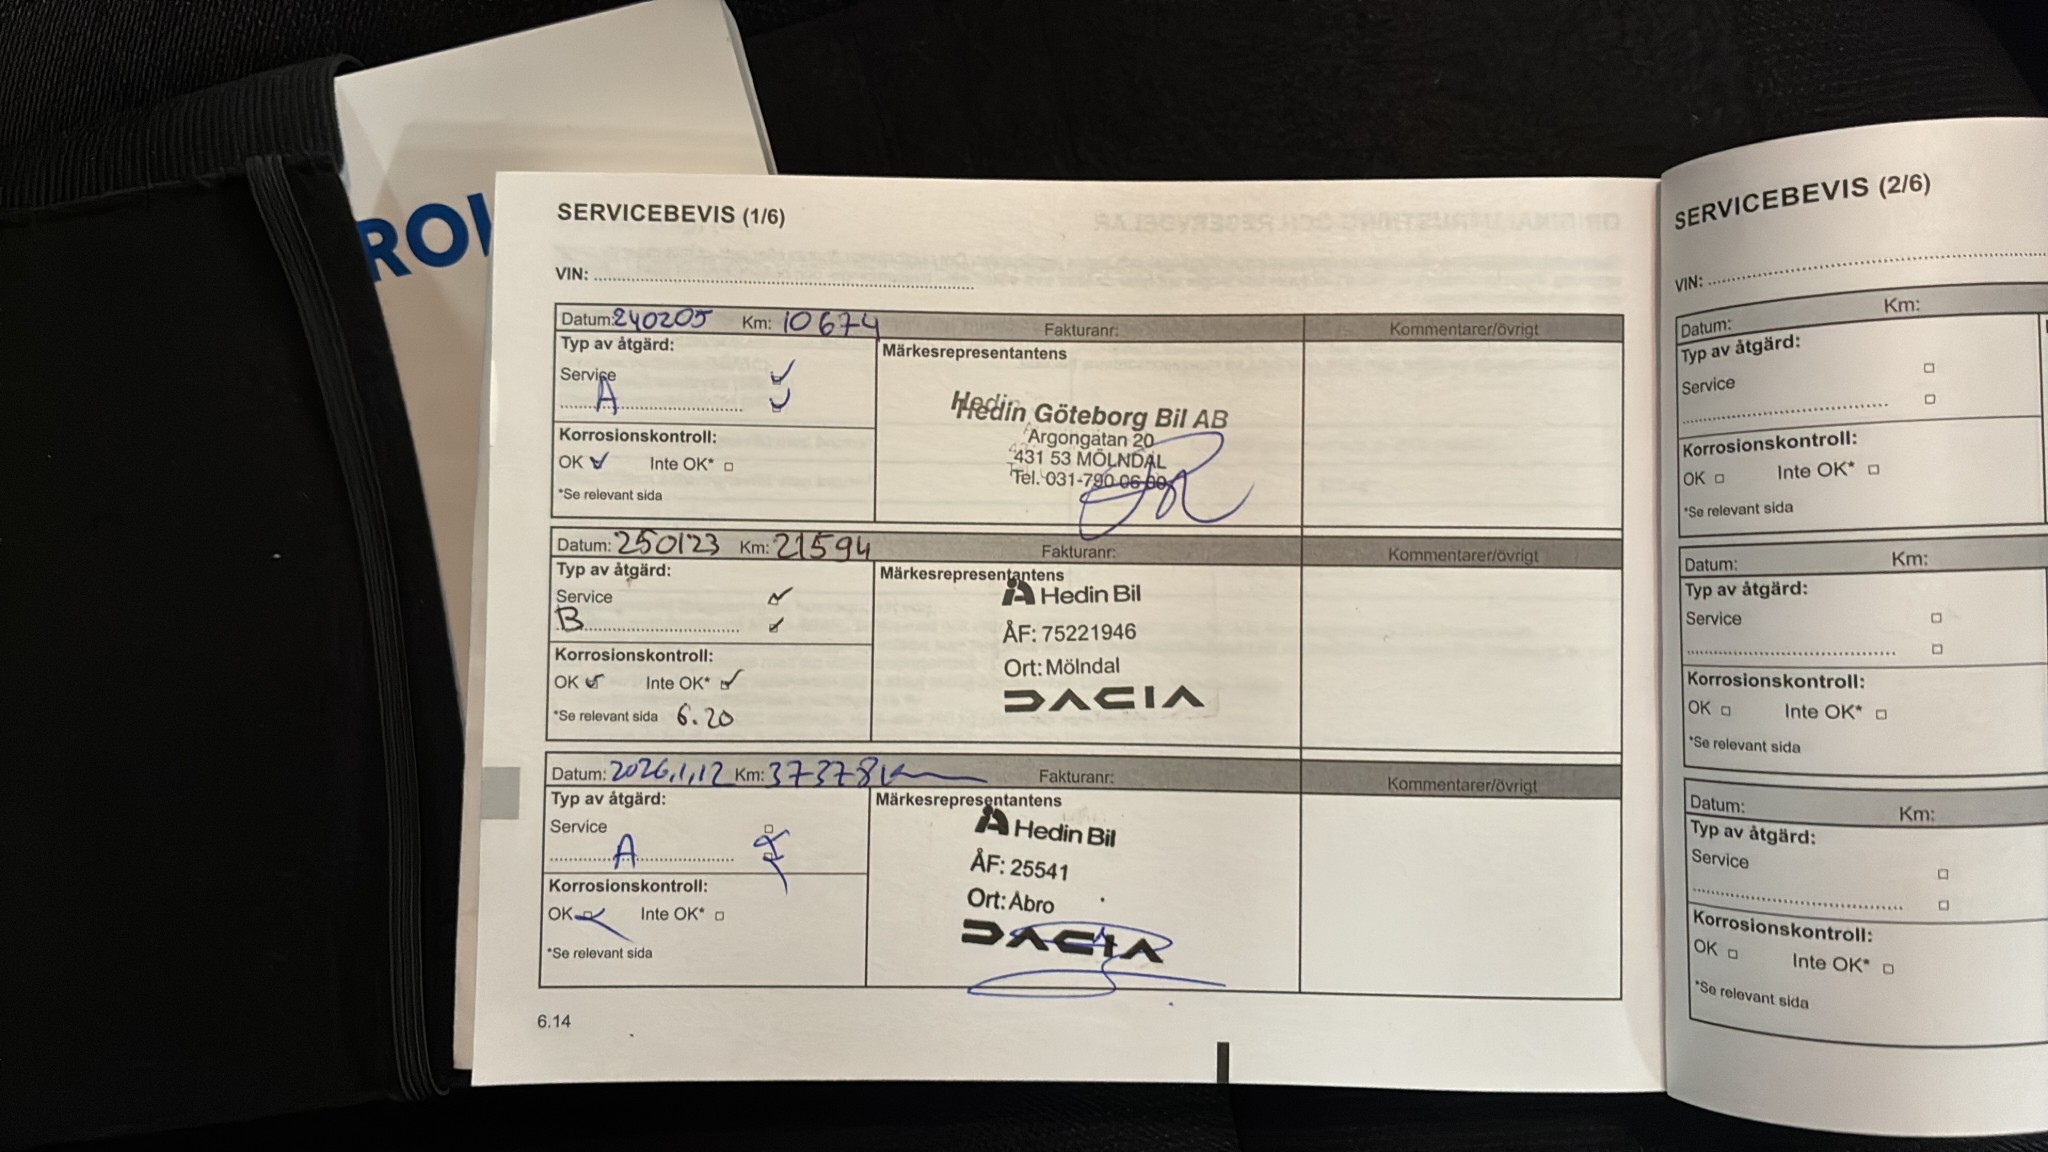 ROL
SERVICEBEVIS (1/6)
VIN:
Datum: 240205 Km: 10674 Fakturanr: Kommentarer/övrigt
Typ av åtgärd:
Service
A
Korrosionskontroll:
OK Inte OK*
*Se relevant sida
Märkesrepresentantens
Hedin Göteborg Bil AB
Argongatan 20
431 53 MÖLNDAL
Tel. 031-790 06 00
Datum: 250123 Km: 21594 Fakturanr: Kommentarer/övrigt
Typ av åtgärd:
Service
B
Korrosionskontroll:
OK Inte OK*
*Se relevant sida 6.20
Märkesrepresentantens
Hedin Bil
ÅF: 75221946
Ort: Mölndal
DACIA
Datum: 2026,1,12 Km: 37378 Fakturanr: Kommentarer/övrigt
Typ av åtgärd:
Service
A
Korrosionskontroll:
OK Inte OK*
*Se relevant sida
Märkesrepresentantens
Hedin Bil
ÅF: 25541
Ort: Åbro
DACIA
6.14
SERVICEBEVIS (2/6)
VIN:
Datum: Km:
Typ av åtgärd:
Service
Korrosionskontroll:
OK Inte OK*
*Se relevant sida
Datum: Km:
Typ av åtgärd:
Service
Korrosionskontroll:
OK Inte OK*
*Se relevant sida
Datum: Km:
Typ av åtgärd:
Service
Korrosionskontroll:
OK Inte OK*
*Se relevant sida